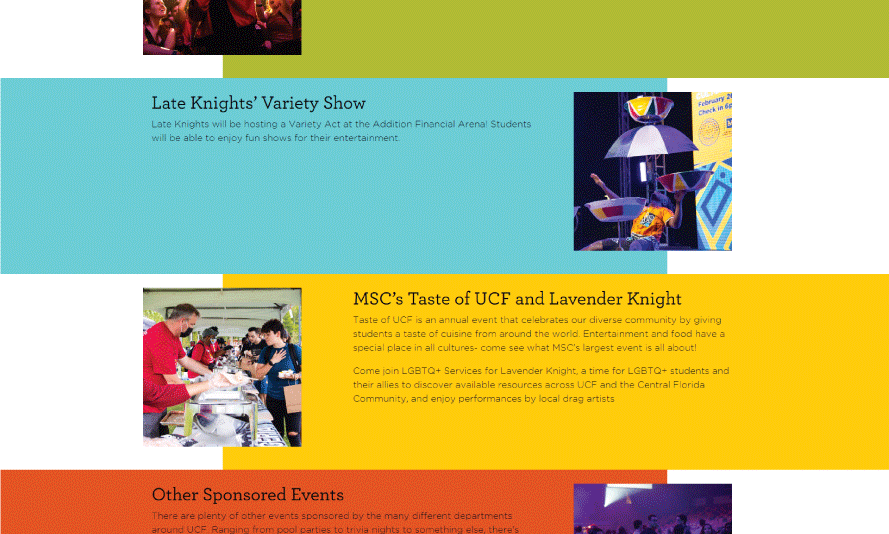 Late Knights’ Variety Show
Late Knights will be hosting a Variety Act at the Addition Financial Arena! Students
will be able to enjoy fun shows for their entertainment.
February 2
Check in 6p
MSC’s Taste of UCF and Lavender Knight
Taste of UCF is an annual event that celebrates our diverse community by giving
students a taste of cuisine from around the world. Entertainment and food have a
special place in all cultures- come see what MSC’s largest event is all about!
Come join LGBTQ+ Services for Lavender Knight, a time for LGBTQ+ students and
their allies to discover available resources across UCF and the Central Florida
Community, and enjoy performances by local drag artists
Other Sponsored Events
There are plenty of other events sponsored by the many different departments
around UCF. Ranging from pool parties to trivia nights to something else, there’s